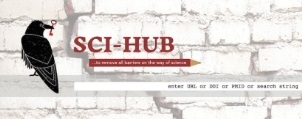 SCI-HUB
...to remove all barriers in the way of science
enter URL or DOI or PMID or search string